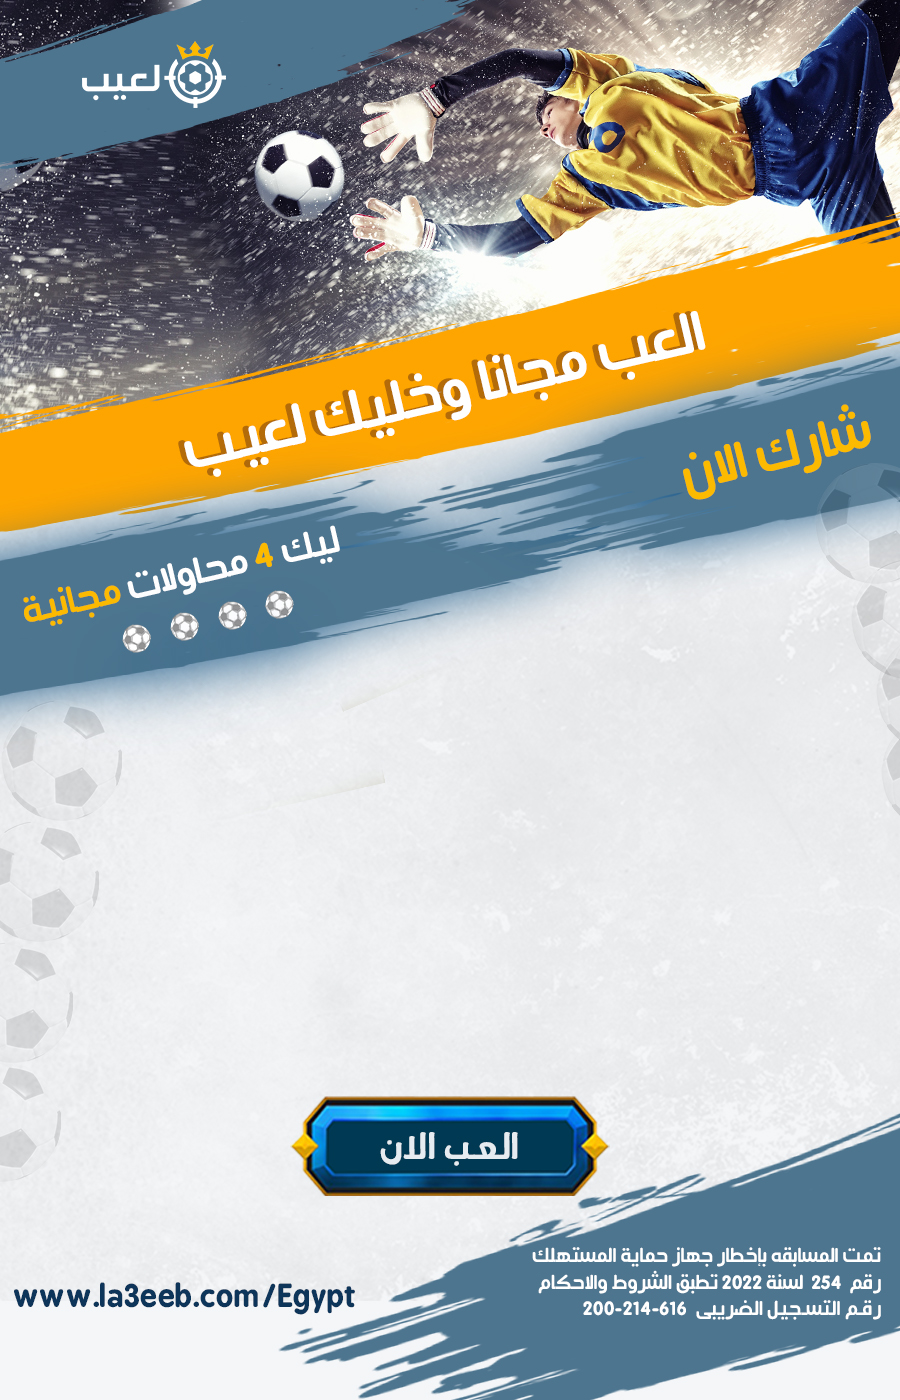 لعيب
العب مجانا وخليك لعيب
شارك الان
ليك 4 محاولات مجانية
العب الان
تمت المسابقه بإخطار جهاز حماية المستهلك
رقم 254 لسنة 2022 تطبق الشروط والاحكام
رقم التسجيل الضريبى 616-214-200
www.la3eeb.com/Egypt